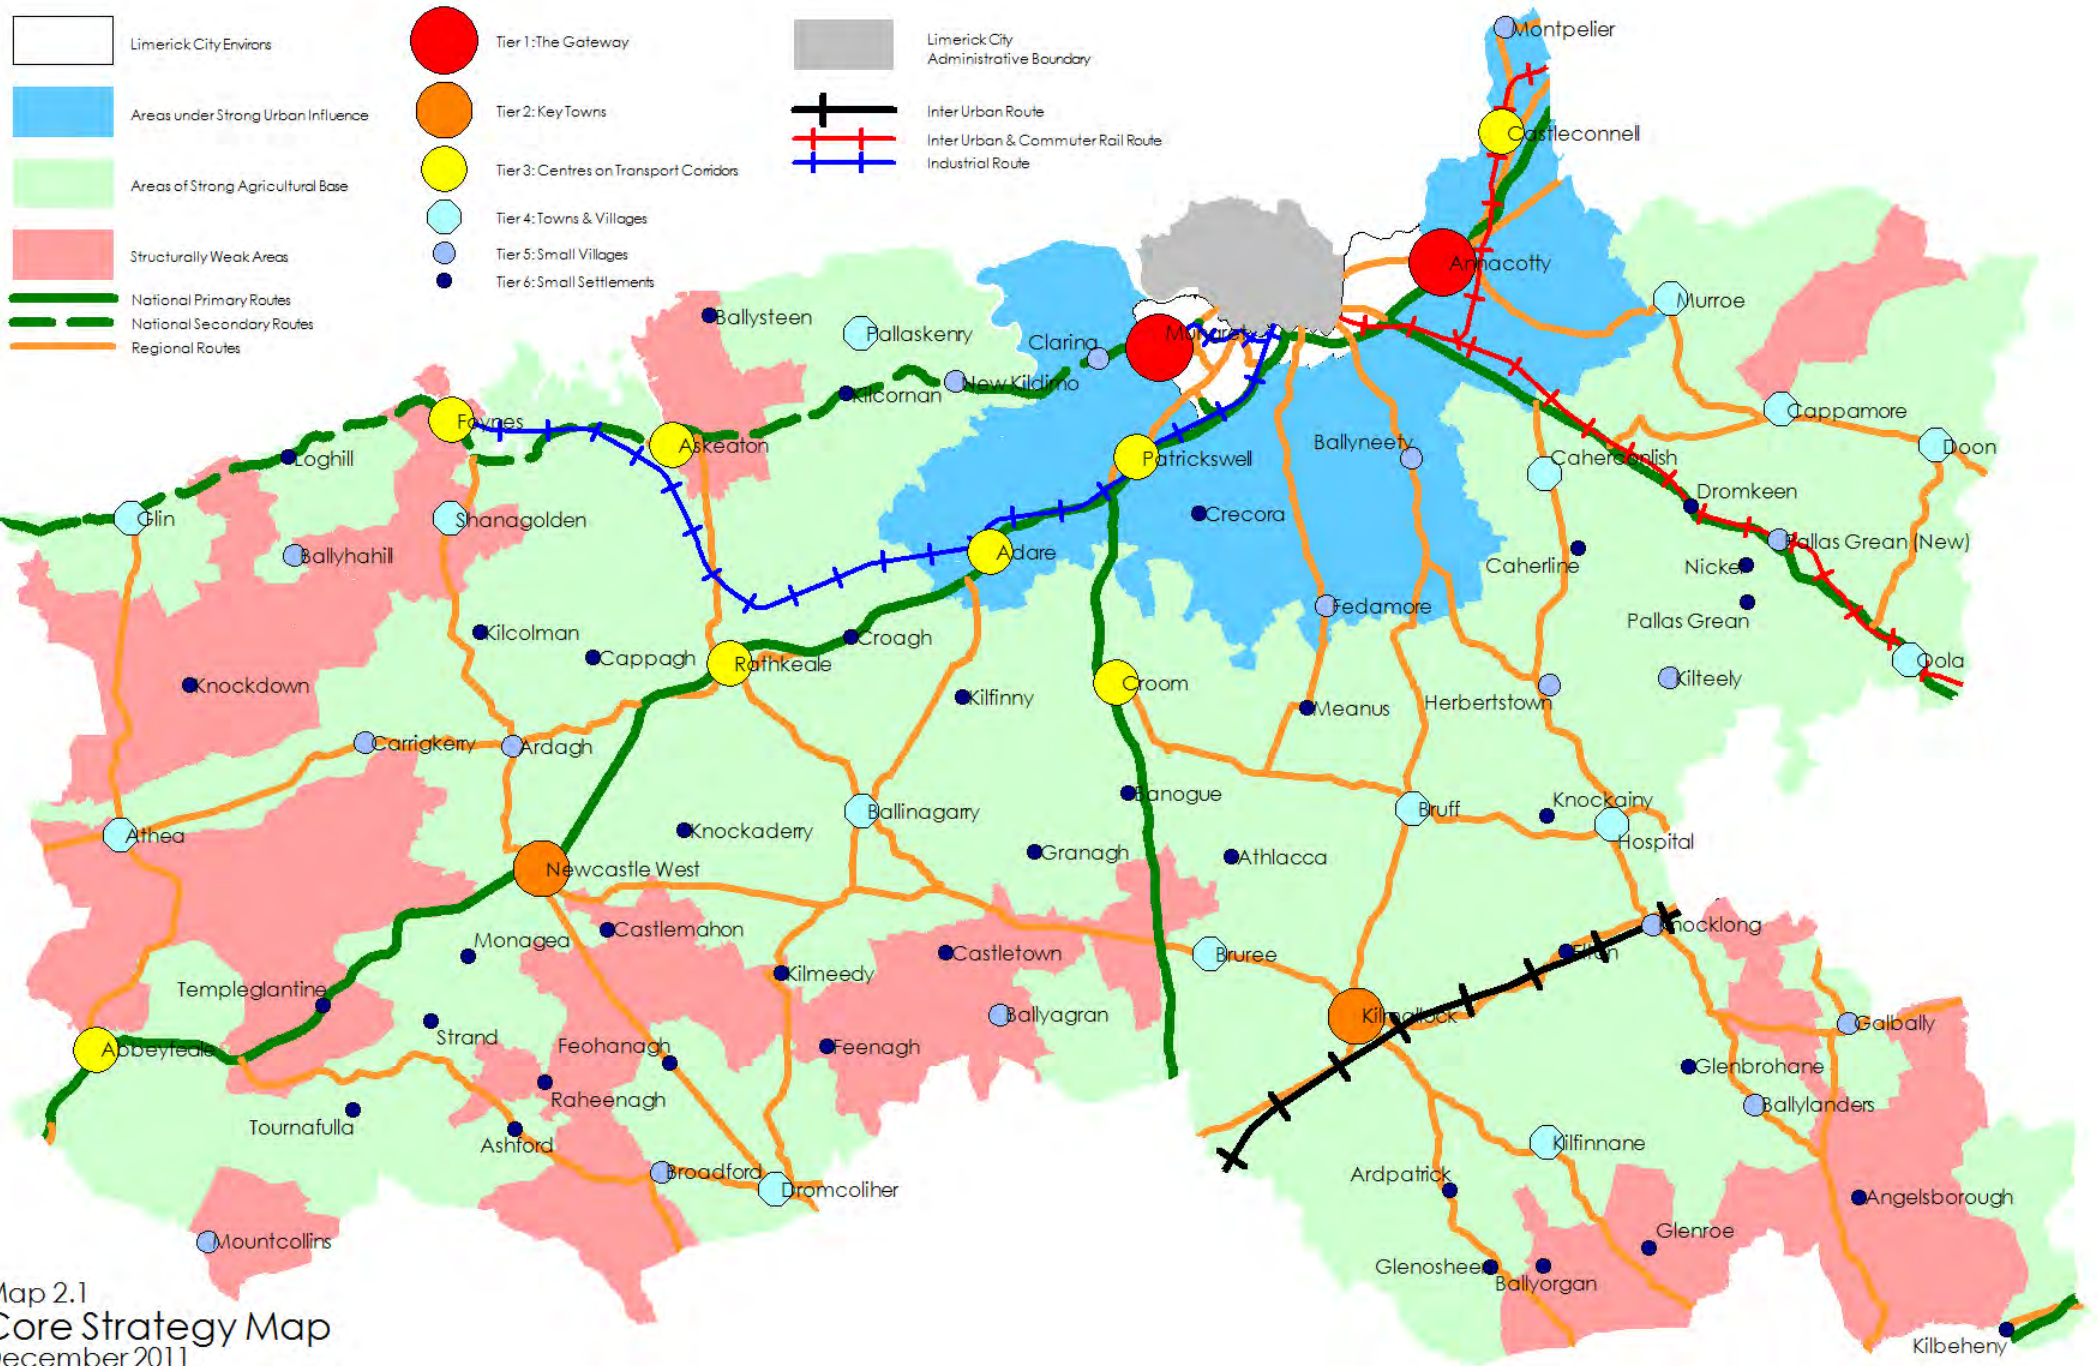 Limerick City Environs
Areas under Strong Urban Influence
Areas of Strong Agricultural Base
Structurally Weak Areas
National Primary Routes
National Secondary Routes
Regional Routes
Tier 1: The Gateway
Tier 2: Key Towns
Tier 3: Centres on Transport Corridors
Tier 4: Towns & Villages
Tier 5: Small Villages
Tier 6: Small Settlements
Limerick City
Administrative Boundary
Inter Urban Route
Inter Urban & Commuter Rail Route
Industrial Route
Montpelier
Castleconnell
Annacotty
Murroe
Ballysteen
Pallaskenry
Clarina
Mungret
New Kildimo
Kilcornan
Cappamore
Foynes
Askeaton
Patrickswell
Ballyneety
Caherconlish
Doon
Loghill
Dromkeen
Glin
Shanagolden
Crecora
Ballyhahill
Adare
Caherline
Nicker
Pallas Grean (New)
Fedamore
Pallas Grean
Kilcolman
Cappagh
Rathkeale
Croagh
Oola
Knockdown
Kilfinny
Croom
Meanus
Herbertstown
Kilteely
Carrigkerry
Ardagh
Banogue
Knockainy
Athea
Knockaderry
Ballinagarry
Bruff
Hospital
Newcastle West
Granagh
Athlacca
Castlemahon
Knocklong
Monagea
Castletown
Bruree
Elton
Kilmeedy
Templeglantine
Ballyagran
Kilmallock
Galbally
Strand
Feohanagh
Feenagh
Abbeyfeale
Glenbrohane
Raheenagh
Ballylanders
Tournafulla
Ashford
Kilfinnane
Broadford
Dromcoliher
Ardpatrick
Angelsborough
Mountcollins
Glenroe
Glenosheen
Ballyorgan
Kilbeheny
Map 2.1
Core Strategy Map
December 2011